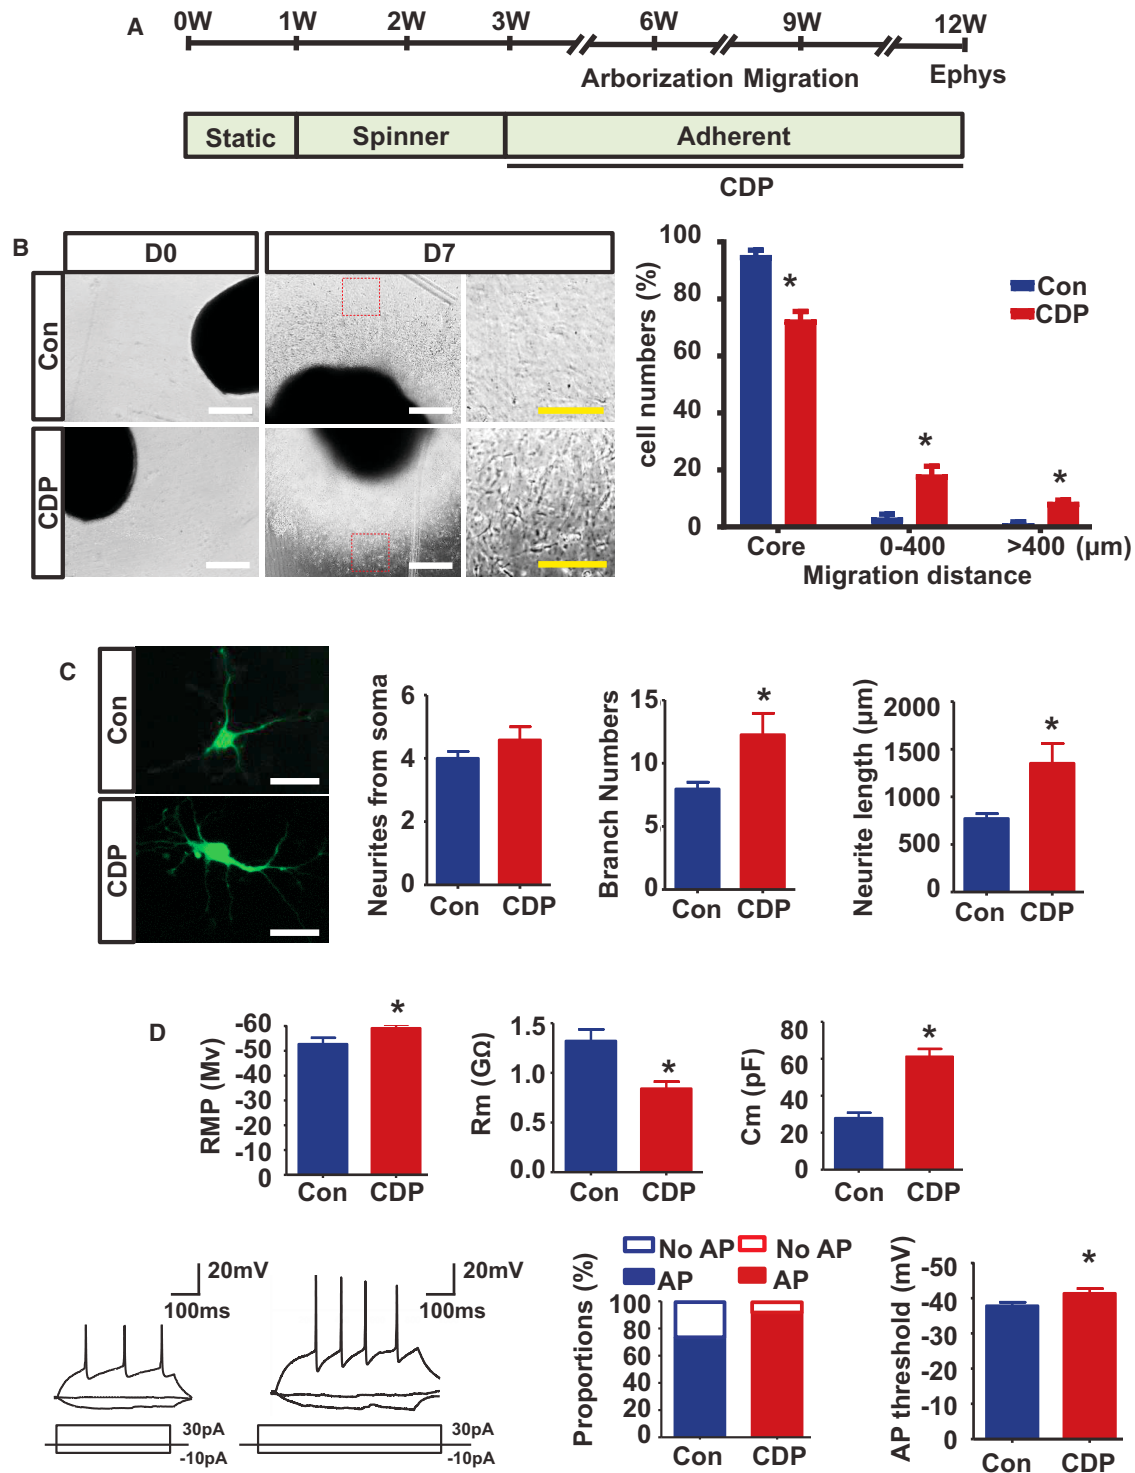 A
0W 1W 2W 3W 6W 9W 12W
Arborization Migration Ephys
Static Spinner Adherent
CDP
B
D0 D7
Con
CDP
cell numbers (%)
100
80
60
40
20
0
* * *
Con
CDP
Core 0-400 >400 (µm)
Migration distance
C
Con
CDP
Neurites from soma
6
4
2
0
Con CDP
Branch Numbers
15
10
5
0
*
Con CDP
Neurite length (µm)
2000
1500
1000
500
0
*
Con CDP
D
RMP (Mv)
-60
-50
-40
-30
-20
-10
0
*
Con CDP
Rm (GΩ)
1.5
1.0
0.5
0.0
*
Con CDP
Cm (pF)
80
60
40
20
0
*
Con CDP
20mV
100ms
20mV
100ms
30pA
-10pA
30pA
-10pA
No AP No AP
AP AP
Proportions (%)
100
80
60
40
20
0
Con CDP
AP threshold (mV)
-50
-40
-30
-20
-10
0
*
Con CDP